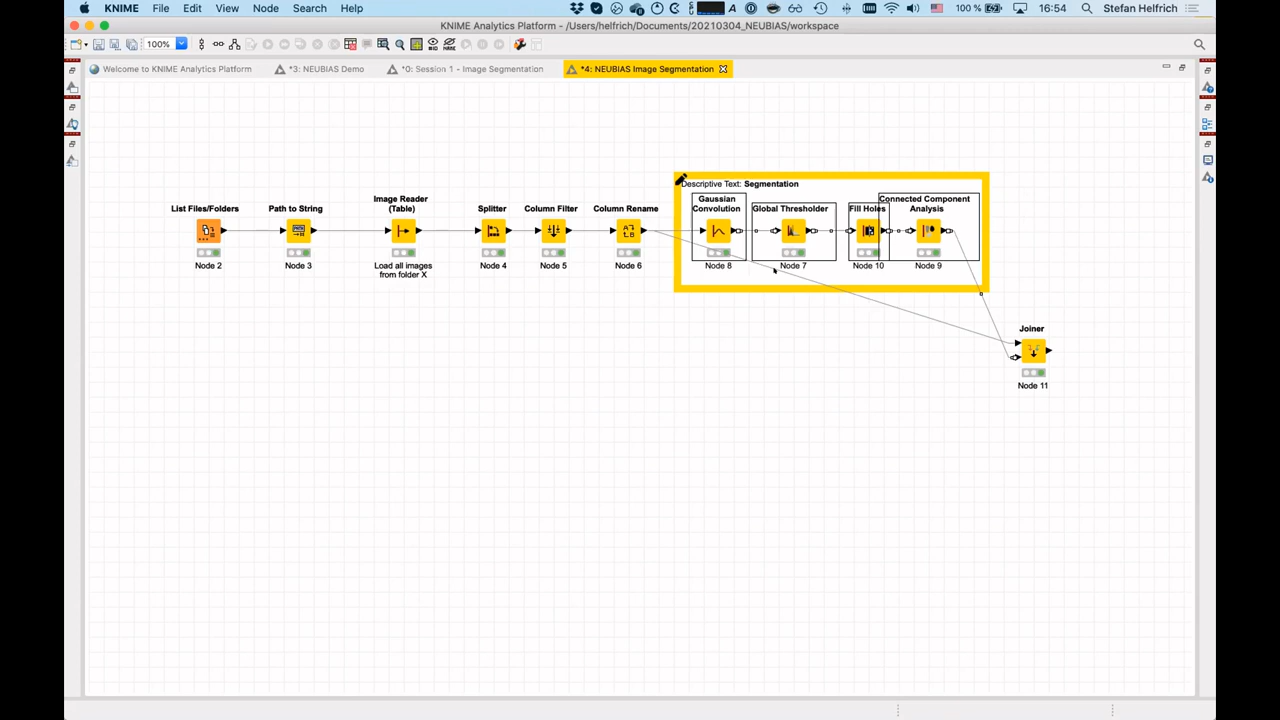 KNIME File Edit View Node Search Help 100 % 16:54 Stefan Helfrich
KNIME Analytics Platform - /Users/helfrich/Documents/20210304_NEUBIAS/workspace
100%
Welcome to KNIME Analytics Platform *3: NEUBIAS Demo *0: Session 1 - Image Segmentation *4: NEUBIAS Image Segmentation
Descriptive Text: Segmentation
List Files/Folders
Node 2
Path to String
Node 3
Image Reader
(Table)
Load all images
from folder X
Splitter
Node 4
Column Filter
Node 5
Column Rename
Node 6
Gaussian
Convolution
Node 8
Global Thresholder
Node 7
Fill Holes
Node 10
Connected Component
Analysis
Node 9
Joiner
Node 11